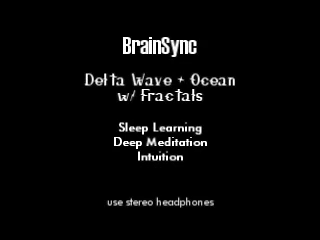 BrainSync
Delta Wave + Ocean
w/ Fractals
Sleep Learning
Deep Meditation
Intuition
use stereo headphones